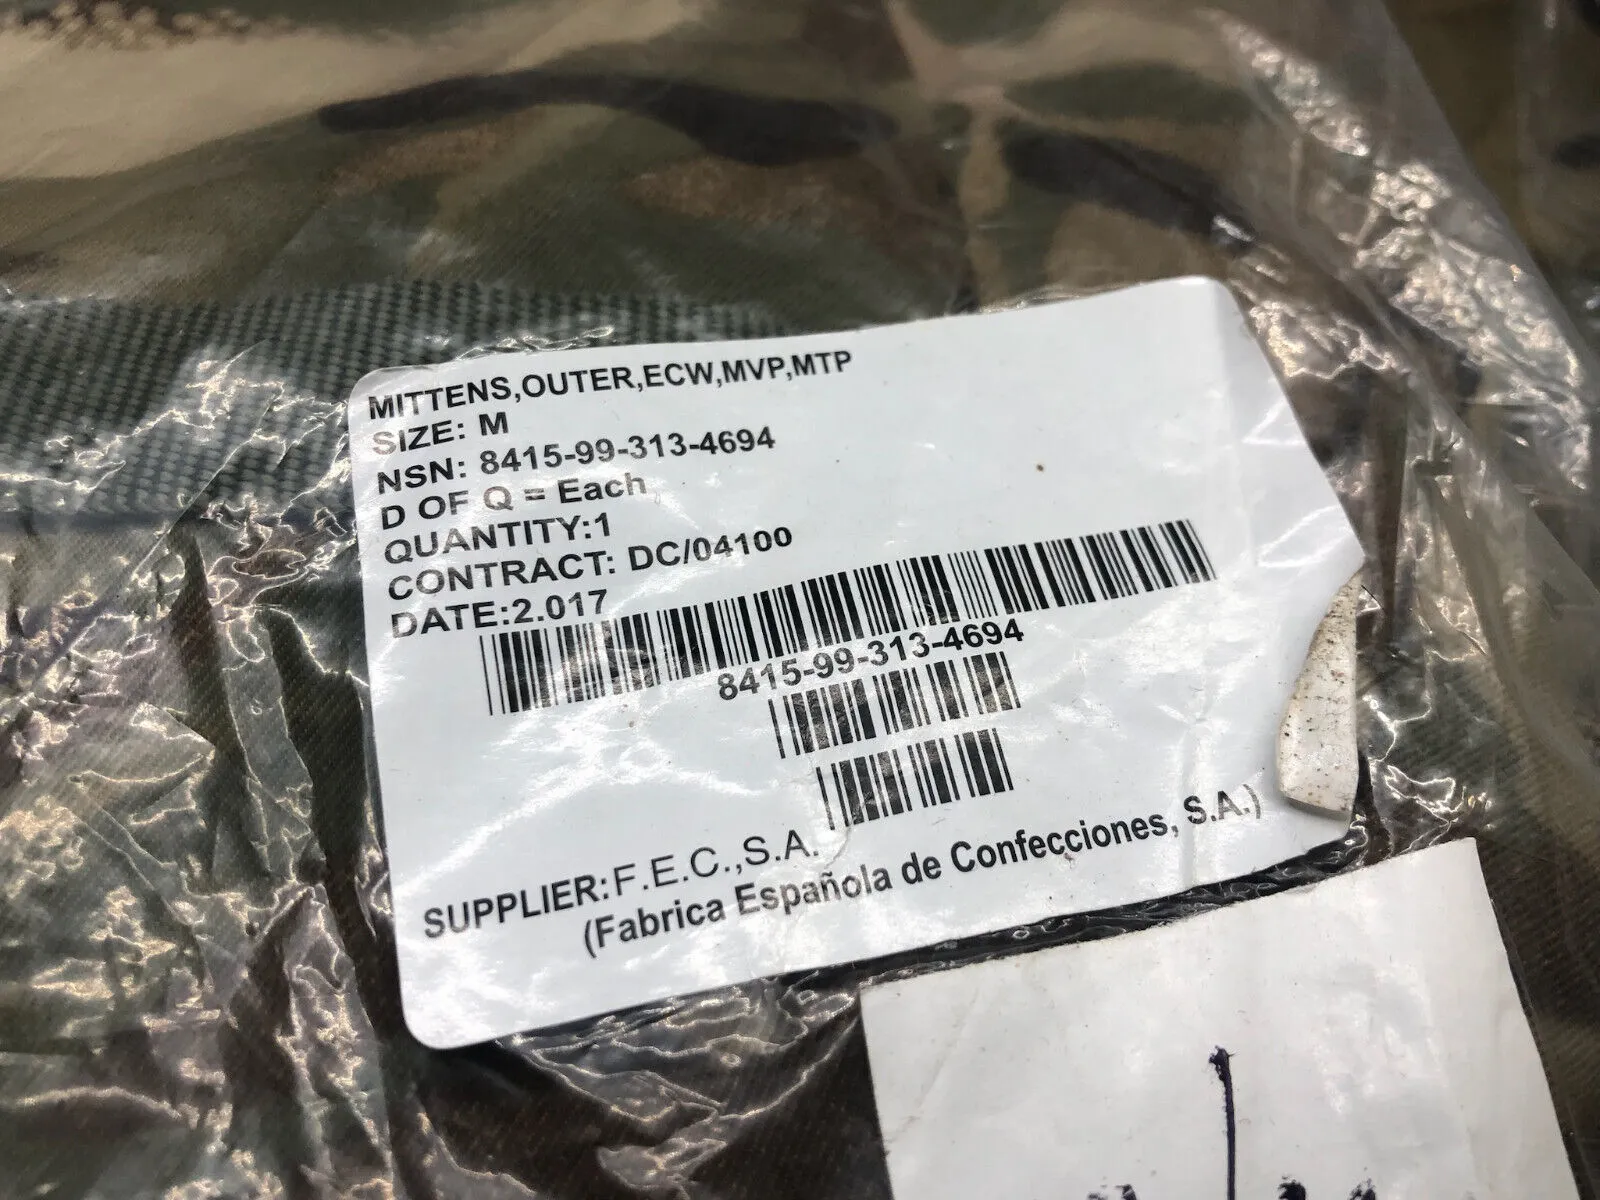 MITTENS,OUTER,ECW,MVP,MTP
SIZE: M
NSN: 8415-99-313-4694
D OF Q = Each
QUANTITY:1
CONTRACT: DC/04100
DATE:2.017
8415-99-313-4694
SUPPLIER:F.E.C.,S.A.
(Fabrica Española de Confecciones, S.A.)